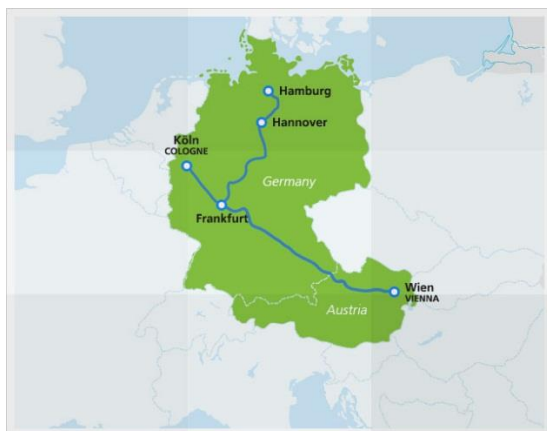 Hamburg
Hannover
Köln
COLOGNE
Germany
Frankfurt
Wien
VIENNA
Austria